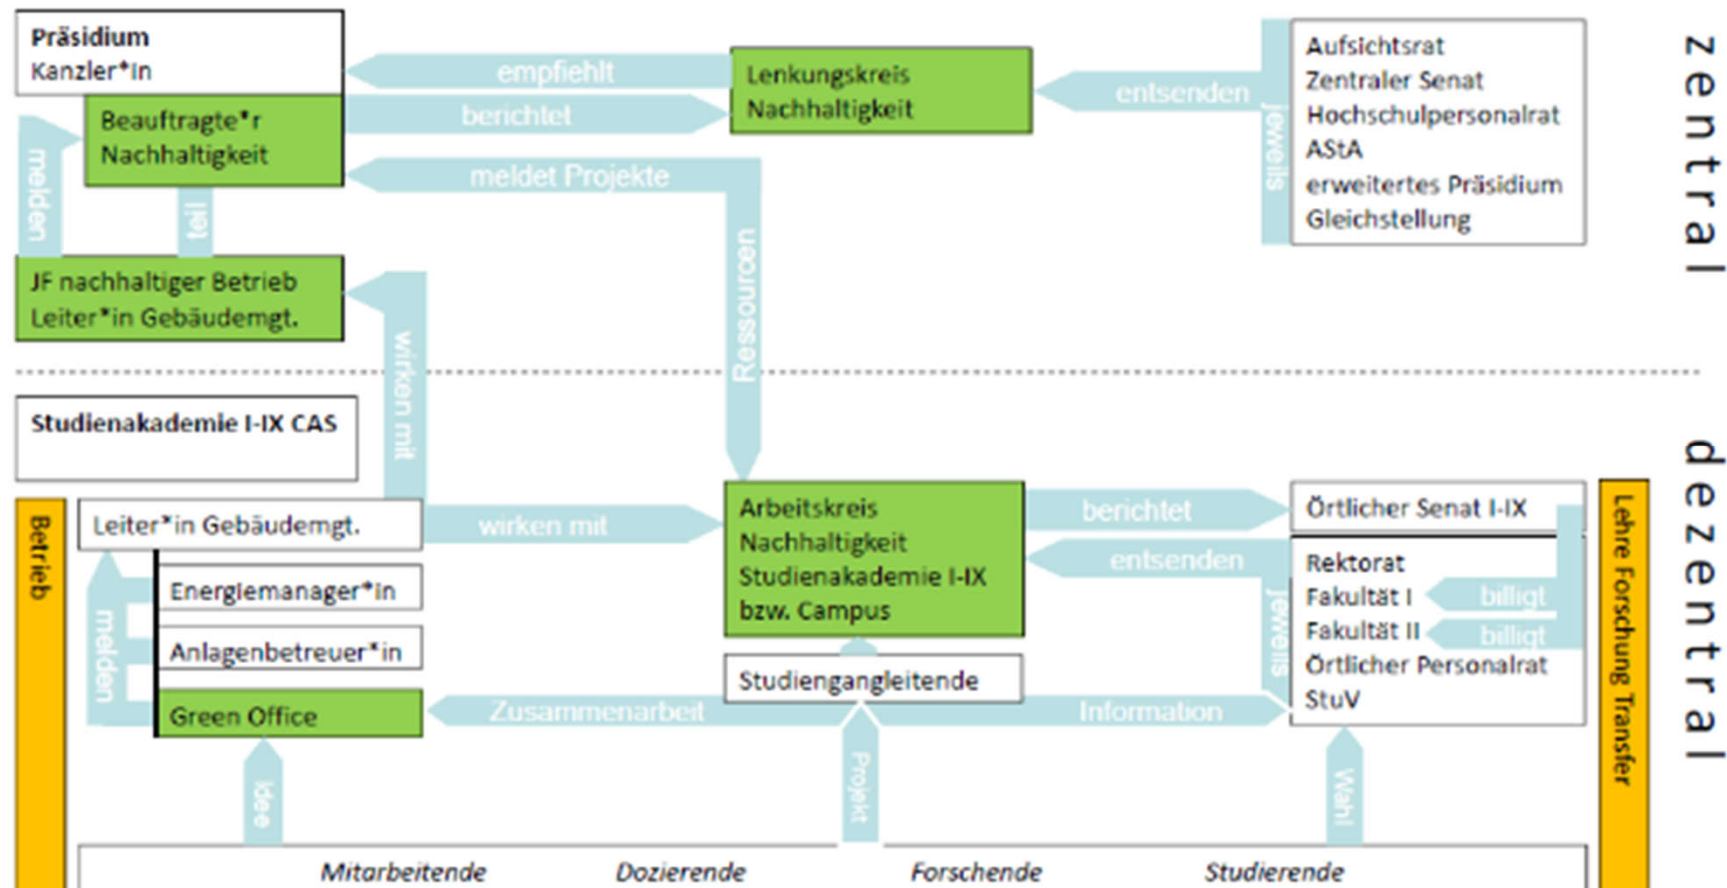 Präsidium
Kanzler*in
Beauftragte*r
Nachhaltigkeit
melden
empfiehlt
berichtet
meldet Projekte
Lenkungskreis
Nachhaltigkeit
entsenden
jeweils
Aufsichtsrat
Zentraler Senat
Hochschulpersonalrat
AStA
erweitertes Präsidium
Gleichstellung
zentral
JF nachhaltiger Betrieb
Leiter*in Gebäudemgt.
wirken mit
Ressourcen
Studienakademie I-IX CAS
dezentral
Betrieb
Leiter*in Gebäudemgt.
Energiemanager*in
Anlagenbetreuer*in
Green Office
melden
wirken mit
Arbeitskreis
Nachhaltigkeit
Studienakademie I-IX
bzw. Campus
Studiengangleitende
berichtet
entsenden
jeweils
Örtlicher Senat I-IX
Rektorat
Fakultät I
billigt
Fakultät II
billigt
Örtlicher Personalrat
StuV
Lehre Forschung Transfer
Zusammenarbeit
Information
Idee
Projekt
Wahl
Mitarbeitende
Dozierende
Forschende
Studierende